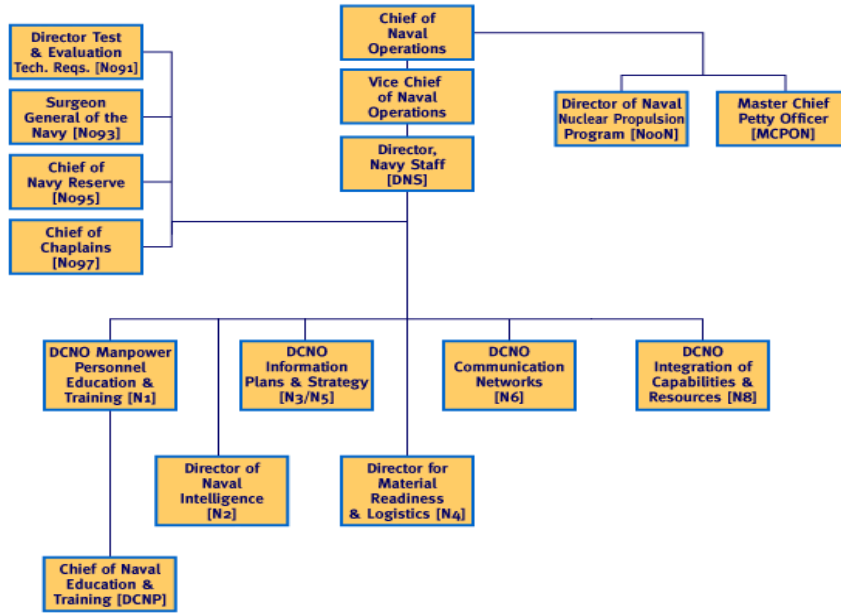 Chief of
Naval
Operations
Director Test
& Evaluation
Tech. Reqs. [N091]
Vice Chief
of Naval
Operations
Director of Naval
Nuclear Propulsion
Program [N00N]
Master Chief
Petty Officer
[MCPON]
Surgeon
General of the
Navy [N093]
Director,
Navy Staff
[DNS]
Chief of
Navy Reserve
[N095]
Chief of
Chaplains
[N097]
DCNO Manpower
Personnel
Education &
Training [N1]
DCNO
Information
Plans & Strategy
[N3/N5]
DCNO
Communication
Networks
[N6]
DCNO
Integration of
Capabilities &
Resources [N8]
Director of
Naval
Intelligence
[N2]
Director for
Material
Readiness
& Logistics [N4]
Chief of Naval
Education &
Training [DCNP]